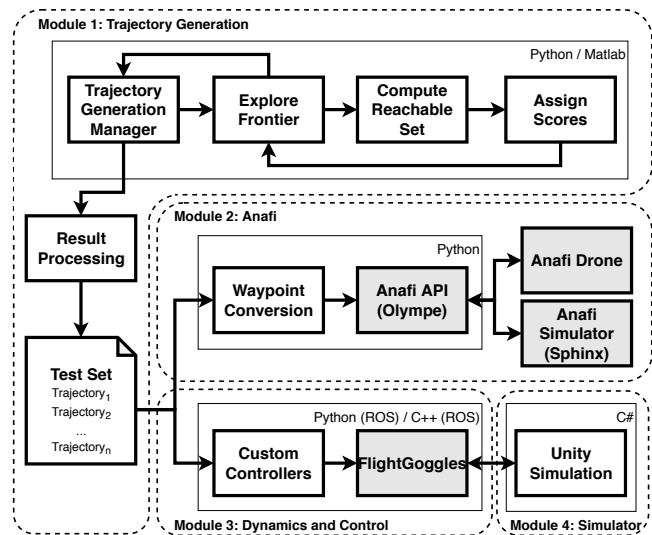 Module 1: Trajectory Generation
Python / Matlab
Trajectory
Generation
Manager
Explore
Frontier
Compute
Reachable
Set
Assign
Scores
Result
Processing
Test Set
Trajectory1
Trajectory2
...
Trajectoryn
Module 2: Anafi
Python
Waypoint
Conversion
Anafi API
(Olympe)
Anafi Drone
Anafi
Simulator
(Sphinx)
Python (ROS) / C++ (ROS)
Custom
Controllers
FlightGoggles
Module 3: Dynamics and Control
C#
Unity
Simulation
Module 4: Simulator